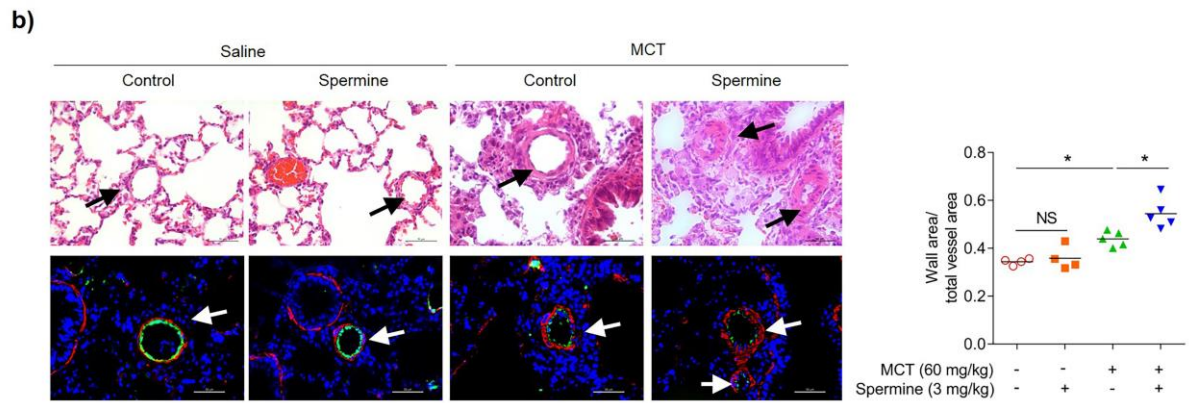 b)
Saline
MCT
Control
Spermine
Control
Spermine
Wall area/
total vessel area
0.8
0.6
0.4
0.2
0.0
*
*
NS
MCT (60 mg/kg) - - + +
Spermine (3 mg/kg) - + - +